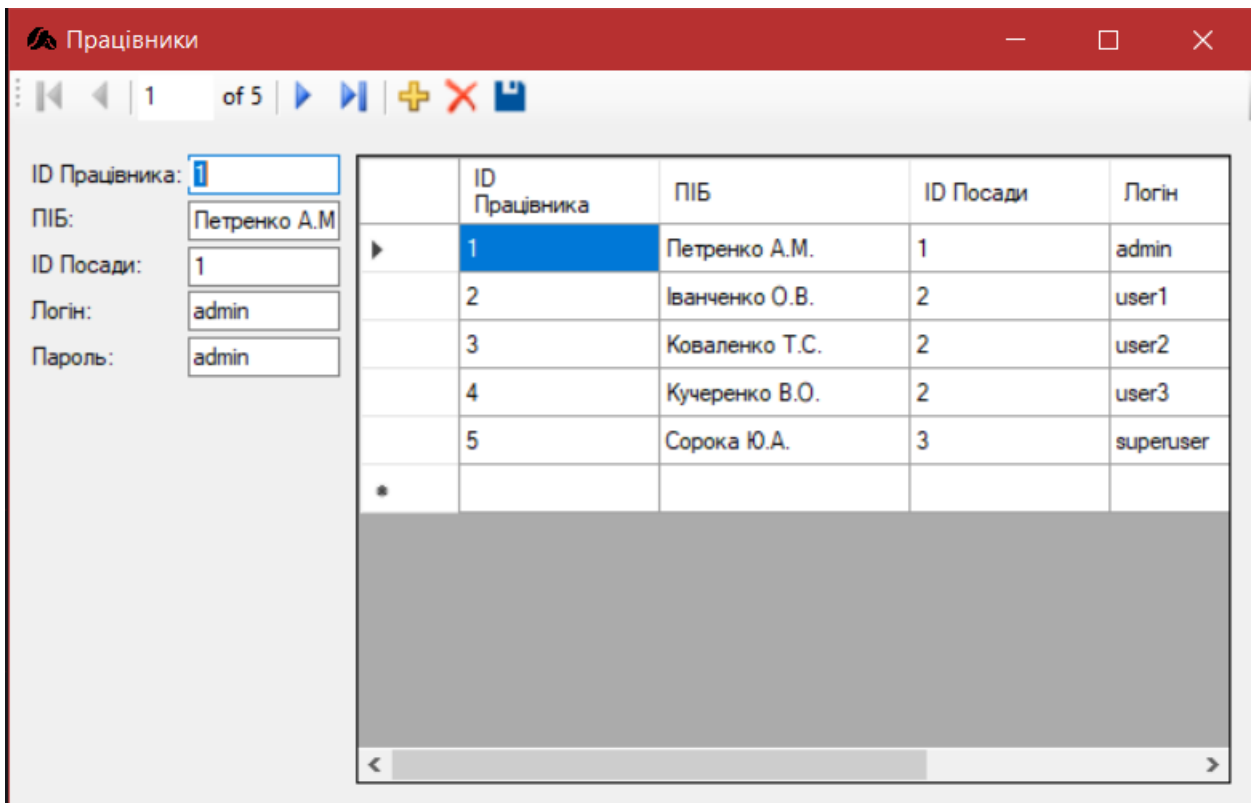 Працівники
1 of 5
ID Працівника: 1
ПІБ: Петренко А.М
ID Посади: 1
Логін: admin
Пароль: admin
ID Працівника ПІБ ID Посади Логін
1 Петренко А.М. 1 admin
2 Іванченко О.В. 2 user1
3 Коваленко Т.С. 2 user2
4 Кучеренко В.О. 2 user3
5 Сорока Ю.А. 3 superuser